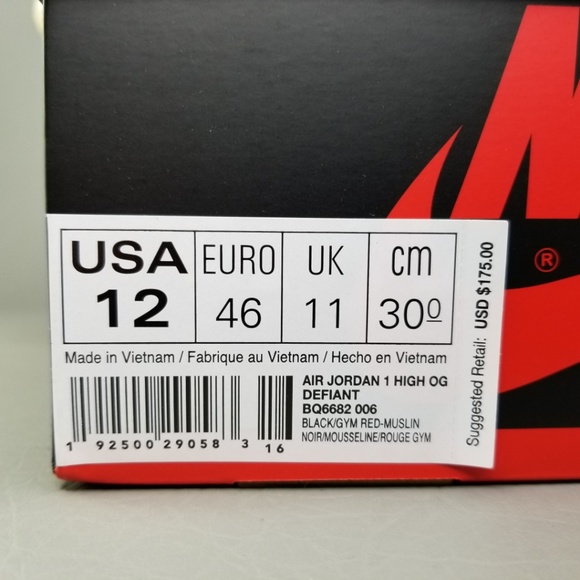 USA EURO UK cm
12 46 11 30º
Made in Vietnam / Fabrique au Vietnam / Hecho en Vietnam
AIR JORDAN 1 HIGH OG
DEFIANT
BQ6682 006
BLACK/GYM RED-MUSLIN
NOIR/MOUSSELINE/ROUGE GYM
1 92500 29058 3 16
Suggested Retail: USD $175.00
®